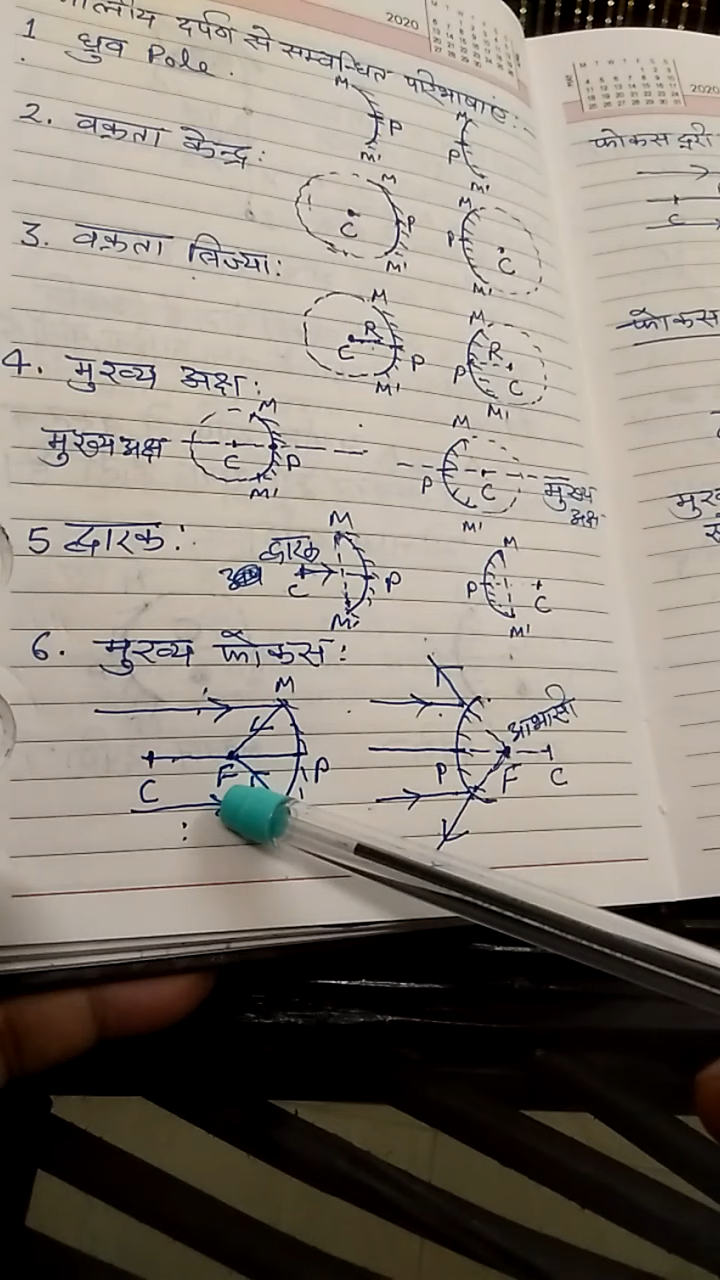 दर्पण से सम्बन्धित परिभाषाएं:-
2020
1 ध्रुव Pole.
M
P
M'
M
P
M'
2. वक्रता केन्द्र:
M
C
P
M'
M
P
C
M'
3. वक्रता त्रिज्या:
M
R
C
P
M'
M
R
P
C
M'
4. मुख्य अक्ष:
मुख्य अक्ष
M
C
P
M'
M
P
C
M'
मुख्य
अक्ष
5 द्वारक:
द्वारक
M
C
P
M'
M
P
C
M'
6. मुख्य फोकस:
M
F
P
C
आभासी
P
F
C
2020
फोकस दूरी
C
फोकस